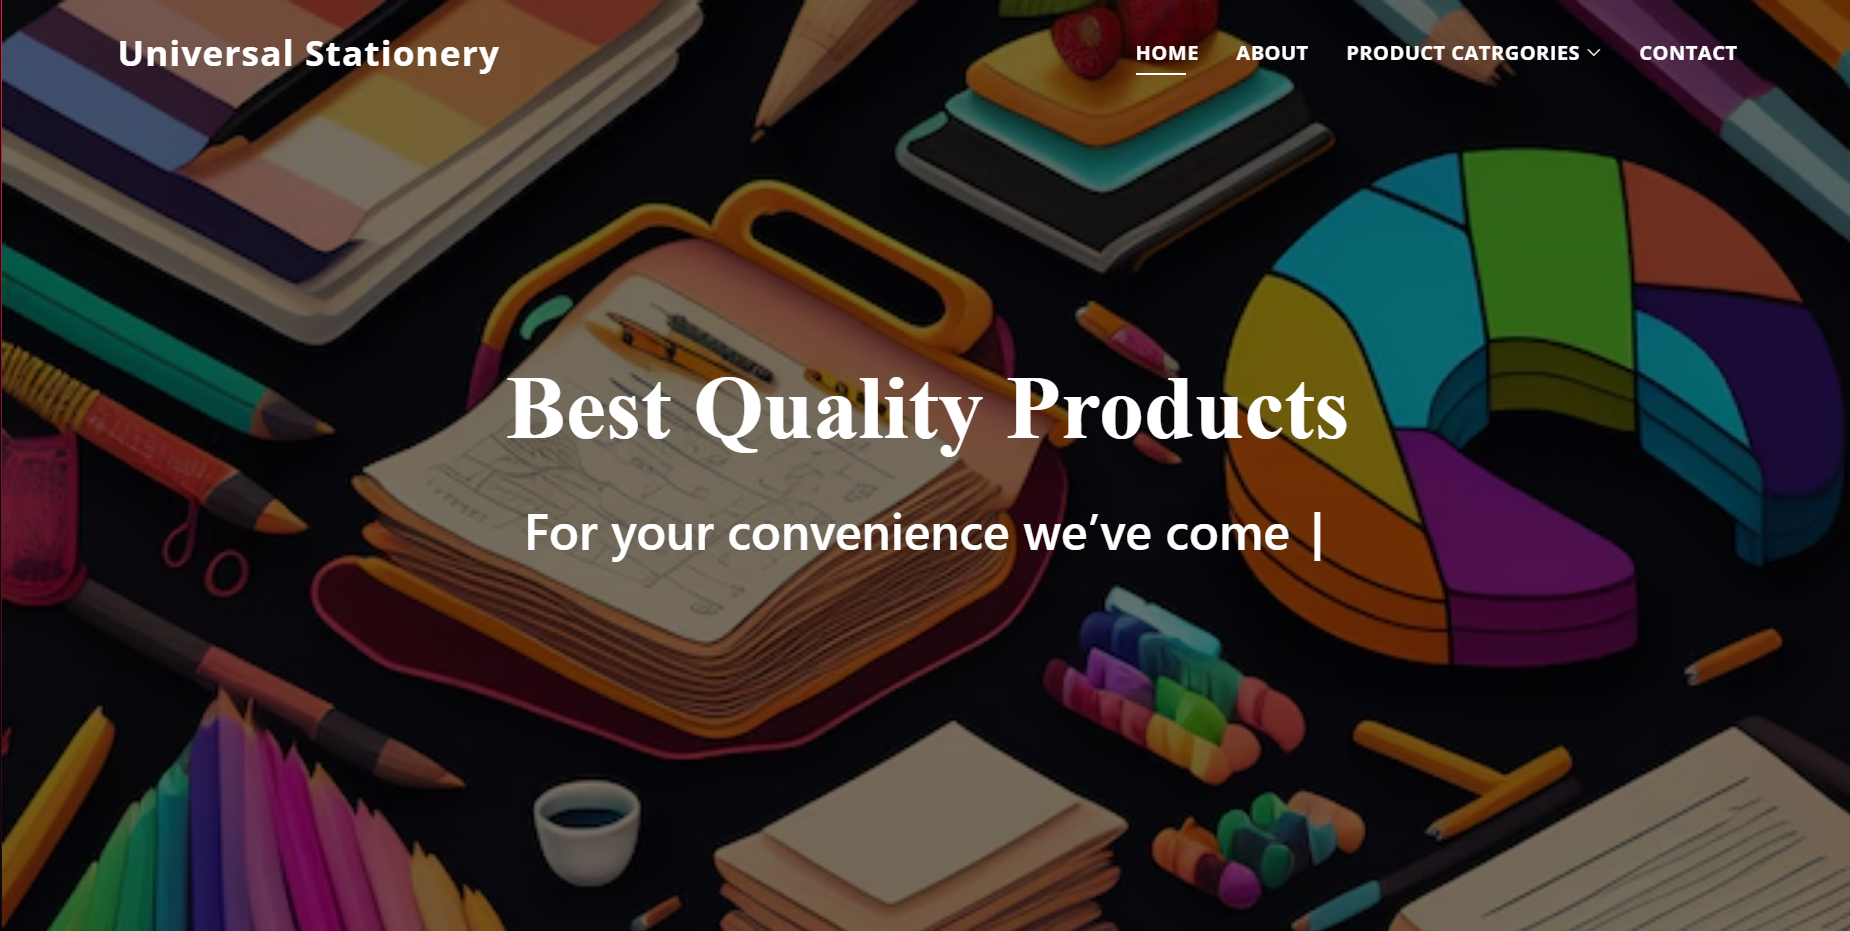 Universal Stationery
HOME ABOUT PRODUCT CATRGORIES CONTACT
Best Quality Products
For your convenience we’ve come |